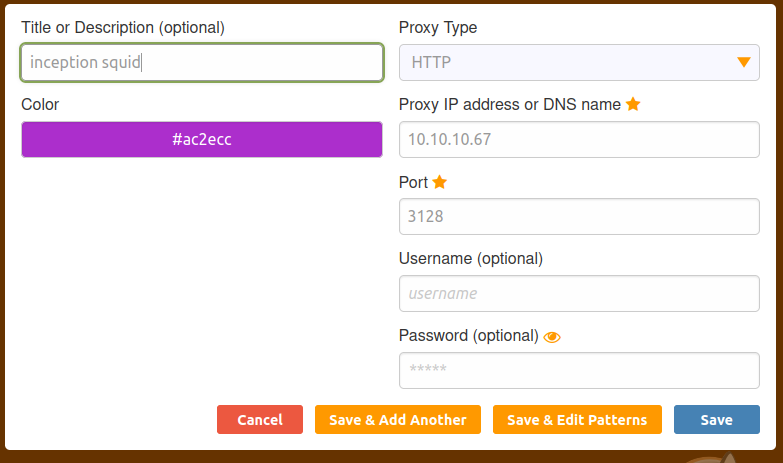 Title or Description (optional)
inception squid
Color
#ac2ecc
Proxy Type
HTTP
Proxy IP address or DNS name
10.10.10.67
Port
3128
Username (optional)
username
Password (optional)
*****
Cancel
Save & Add Another
Save & Edit Patterns
Save